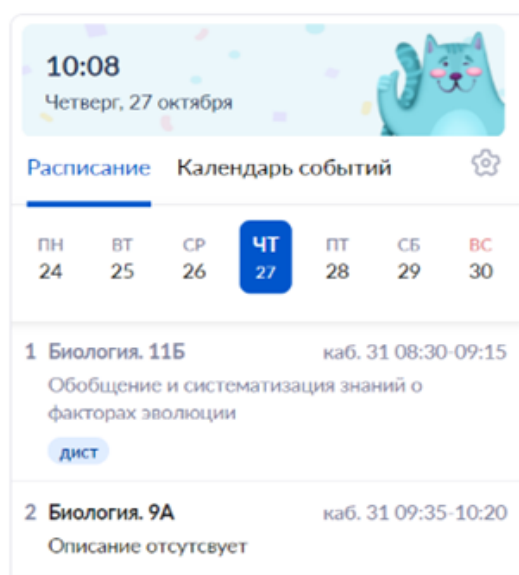 10:08
Четверг, 27 октября
Расписание Календарь событий
ПН ВТ СР ЧТ ПТ СБ ВС
24 25 26 27 28 29 30
1 Биология. 11Б каб. 31 08:30-09:15
Обобщение и систематизация знаний о
факторах эволюции
дист
2 Биология. 9А каб. 31 09:35-10:20
Описание отсутсвует